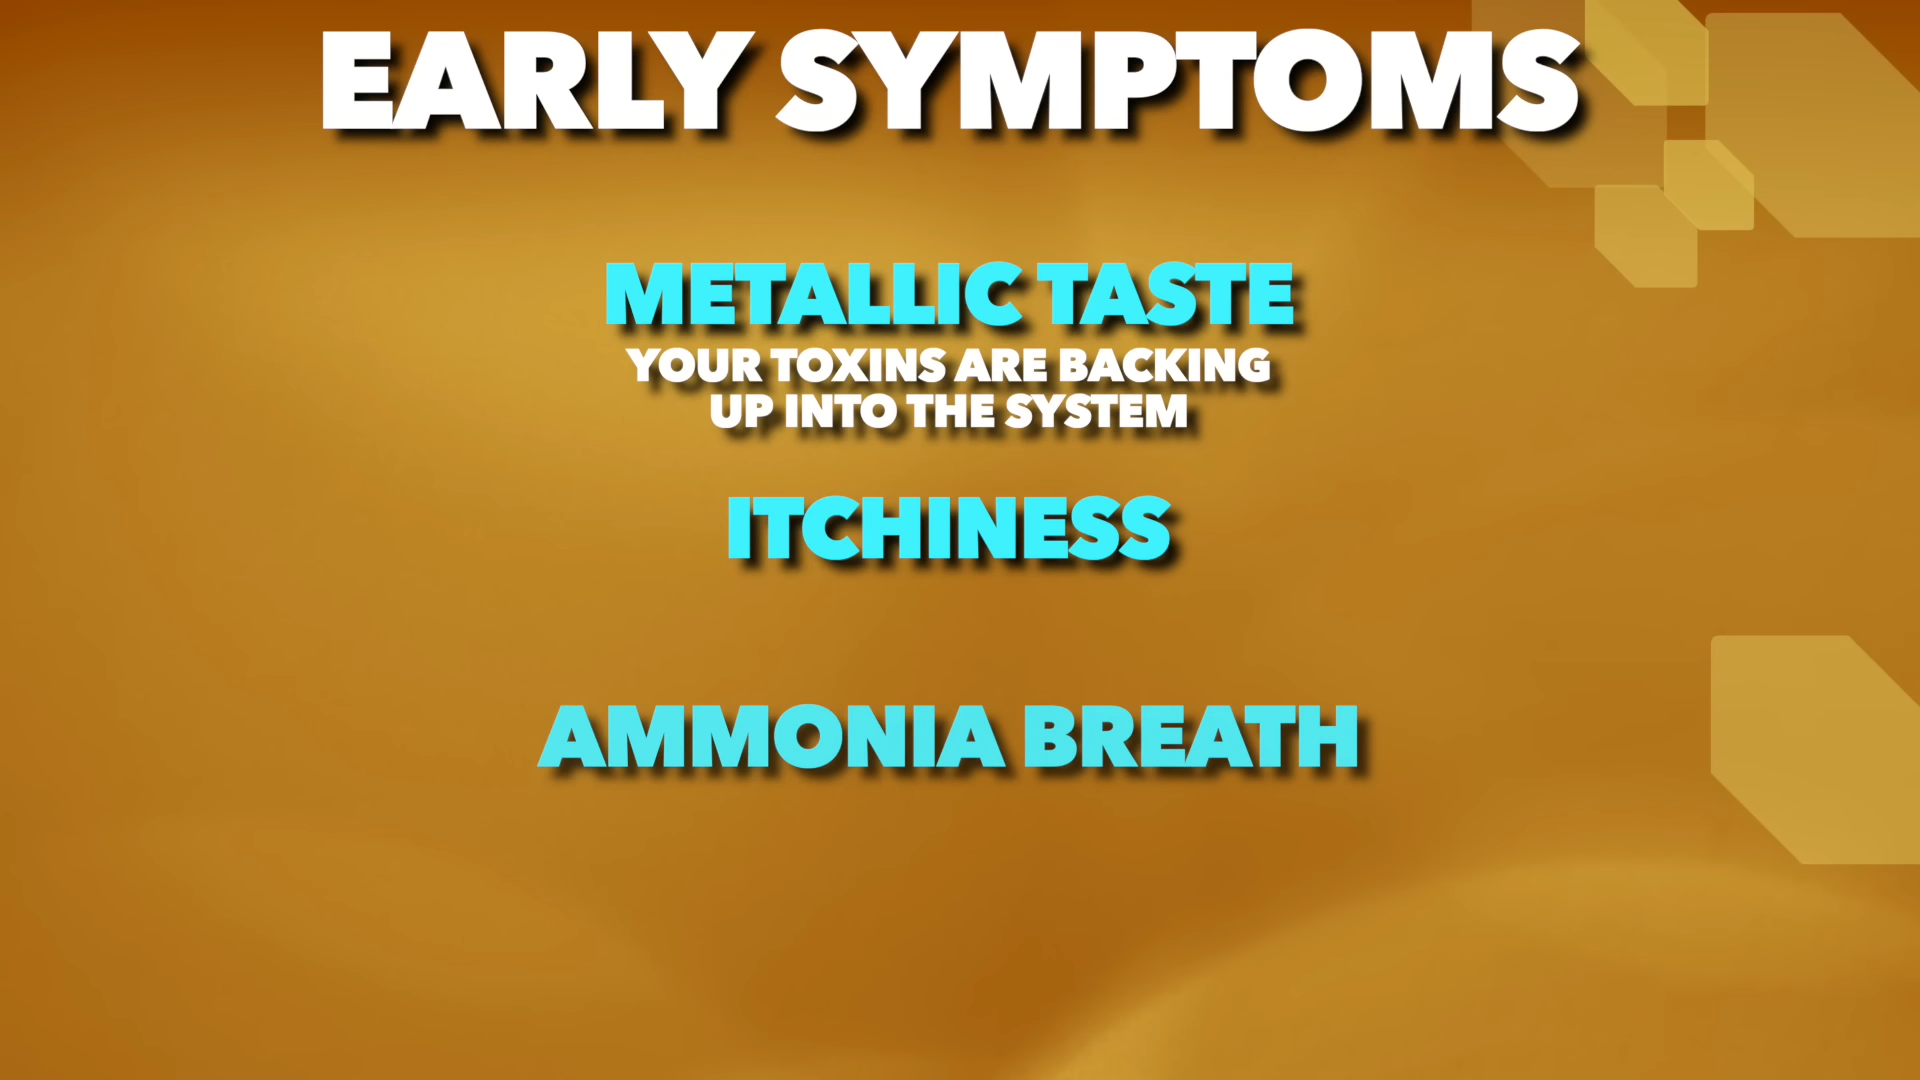 EARLY SYMPTOMS
METALLIC TASTE
YOUR TOXINS ARE BACKING
UP INTO THE SYSTEM
ITCHINESS
AMMONIA BREATH